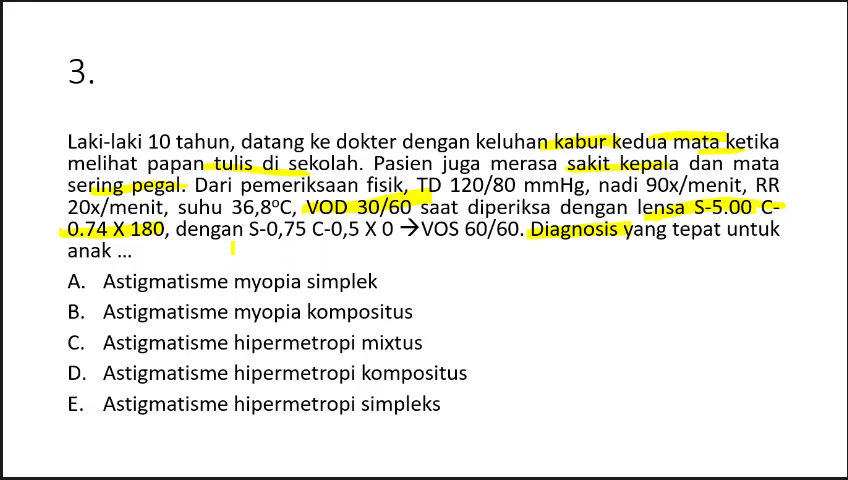 3.
Laki-laki 10 tahun, datang ke dokter dengan keluhan kabur kedua mata ketika
melihat papan tulis di sekolah. Pasien juga merasa sakit kepala dan mata
sering pegal. Dari pemeriksaan fisik, TD 120/80 mmHg, nadi 90x/menit, RR
20x/menit, suhu 36,8ºC, VOD 30/60 saat diperiksa dengan lensa S-5.00 C-
0.74 X 180, dengan S-0,75 C-0,5 X 0 →VOS 60/60. Diagnosis yang tepat untuk
anak ...
A. Astigmatisme myopia simplek
B. Astigmatisme myopia kompositus
C. Astigmatisme hipermetropi mixtus
D. Astigmatisme hipermetropi kompositus
E. Astigmatisme hipermetropi simpleks